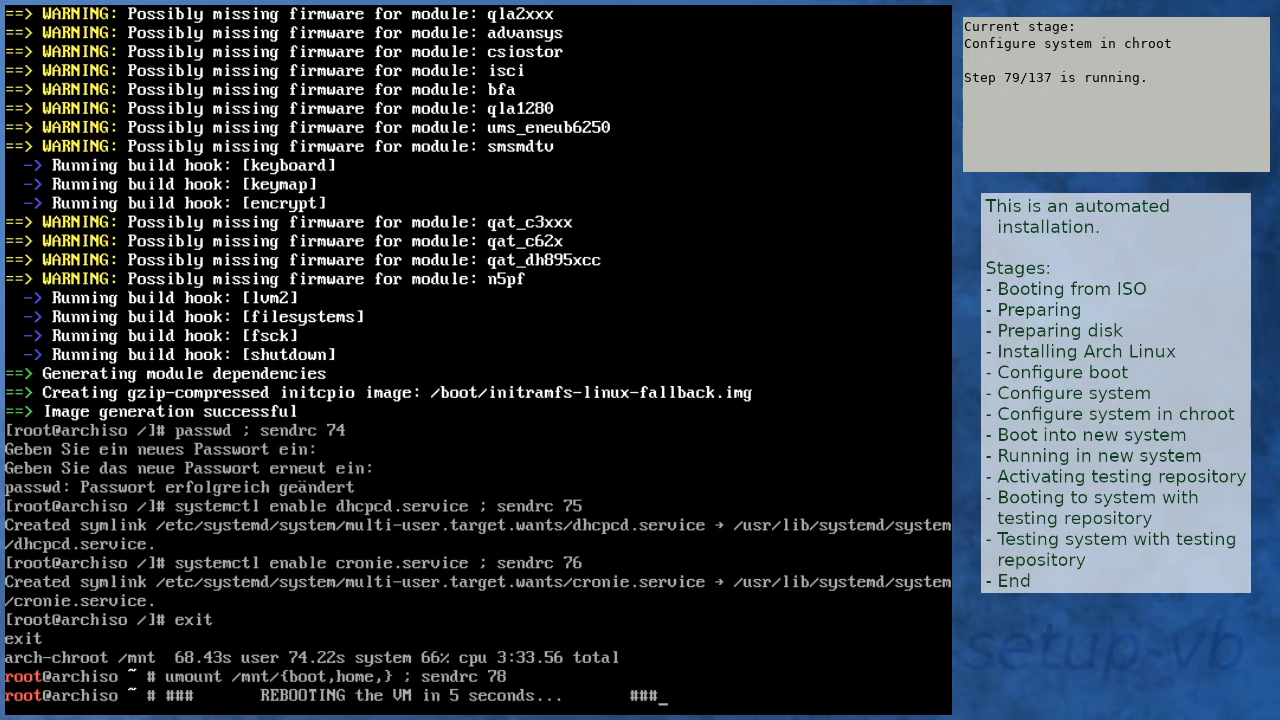 ==> WARNING: Possibly missing firmware for module: qla2xxx
==> WARNING: Possibly missing firmware for module: advansys
==> WARNING: Possibly missing firmware for module: csiostor
==> WARNING: Possibly missing firmware for module: isci
==> WARNING: Possibly missing firmware for module: bfa
==> WARNING: Possibly missing firmware for module: qla1280
==> WARNING: Possibly missing firmware for module: ums_eneub6250
==> WARNING: Possibly missing firmware for module: smsmdtv
  -> Running build hook: [keyboard]
  -> Running build hook: [keymap]
  -> Running build hook: [encrypt]
==> WARNING: Possibly missing firmware for module: qat_c3xxx
==> WARNING: Possibly missing firmware for module: qat_c62x
==> WARNING: Possibly missing firmware for module: qat_dh895xcc
==> WARNING: Possibly missing firmware for module: n5pf
  -> Running build hook: [lvm2]
  -> Running build hook: [filesystems]
  -> Running build hook: [fsck]
  -> Running build hook: [shutdown]
==> Generating module dependencies
==> Creating gzip-compressed initcpio image: /boot/initramfs-linux-fallback.img
==> Image generation successful
[root@archiso /]# passwd ; sendrc 74
Geben Sie ein neues Passwort ein:
Geben Sie das neue Passwort erneut ein:
passwd: Passwort erfolgreich geändert
[root@archiso /]# systemctl enable dhcpcd.service ; sendrc 75
Created symlink /etc/systemd/system/multi-user.target.wants/dhcpcd.service → /usr/lib/systemd/system
/dhcpcd.service.
[root@archiso /]# systemctl enable cronie.service ; sendrc 76
Created symlink /etc/systemd/system/multi-user.target.wants/cronie.service → /usr/lib/systemd/system
/cronie.service.
[root@archiso /]# exit
exit
arch-chroot /mnt  68.43s user 74.22s system 66% cpu 3:33.56 total
root@archiso ~ # umount /mnt/{boot,home,} ; sendrc 78
root@archiso ~ # ###       REBOOTING the VM in 5 seconds...       ###_
Current stage:
Configure system in chroot
Step 79/137 is running.
This is an automated
installation.
Stages:
- Booting from ISO
- Preparing
- Preparing disk
- Installing Arch Linux
- Configure boot
- Configure system
- Configure system in chroot
- Boot into new system
- Running in new system
- Activating testing repository
- Booting to system with
testing repository
- Testing system with testing
repository
- End
setup-vb